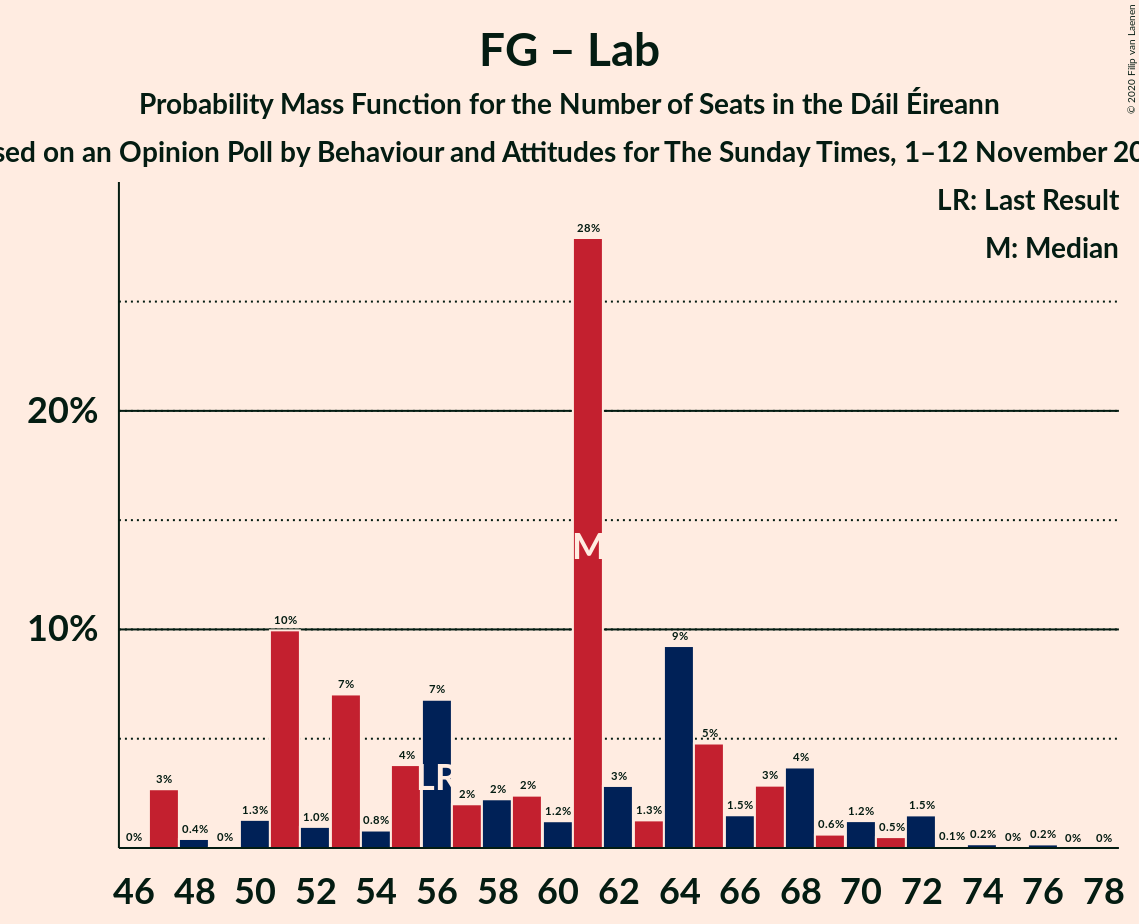 FG – Lab
Probability Mass Function for the Number of Seats in the Dáil Éireann
on an Opinion Poll by Behaviour and Attitudes for The Sunday Times, 1–12 November
© 2020 Filip van Laenen
LR: Last Result
M: Median
20%
10%
0% 3% 0.4% 0% 1.3% 10% 1.0% 7% 0.8% 4% 7% 2% 2% 2% 1.2% 28% 3% 1.3% 9% 5% 1.5% 3% 4% 0.6% 1.2% 0.5% 1.5% 0.1% 0.2% 0% 0.2% 0% 0%
LR
M
46 48 50 52 54 56 58 60 62 64 66 68 70 72 74 76 78